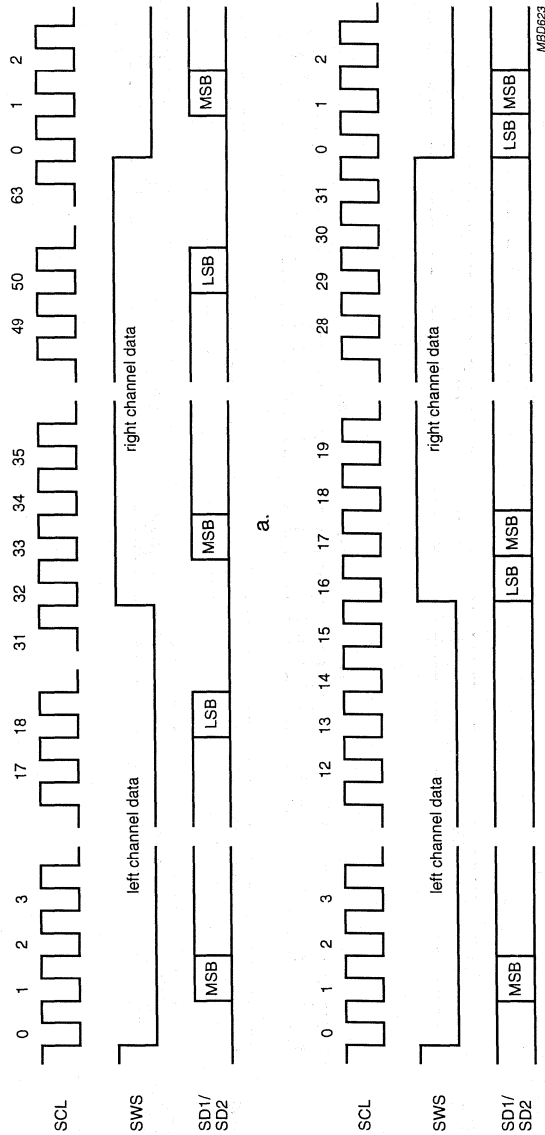 0 1 2 3 17 18 31 32 33 34 35 49 50 63 0 1 2
SCL
SWS
left channel data right channel data
SD1/
SD2
MSB LSB MSB LSB MSB
a.
0 1 2 3 12 13 14 15 16 17 18 19 28 29 30 31 0 1 2
SCL
SWS
left channel data right channel data
SD1/
SD2
MSB LSB MSB LSB MSB
MBD623